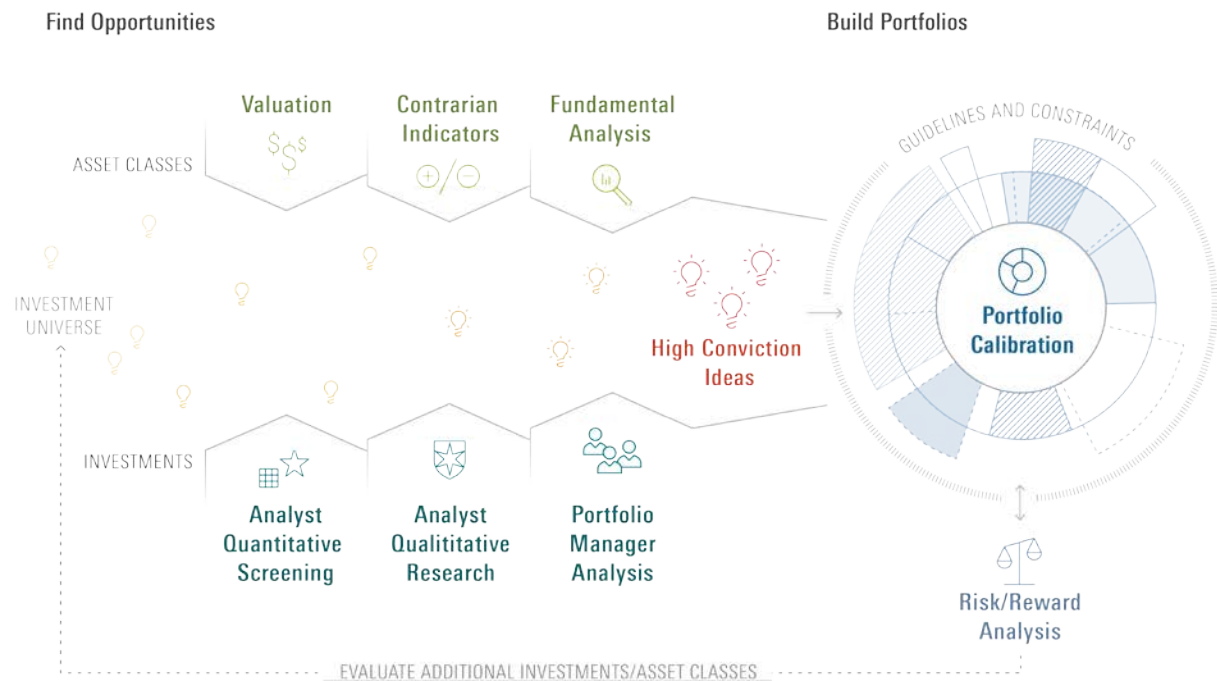 Find Opportunities
Build Portfolios
Valuation
Contrarian
Indicators
Fundamental
Analysis
ASSET CLASSES
GUIDELINES AND CONSTRAINTS
INVESTMENT
UNIVERSE
High Conviction
Ideas
Portfolio
Calibration
INVESTMENTS
Analyst
Quantitative
Screening
Analyst
Qualititative
Research
Portfolio
Manager
Analysis
Risk/Reward
Analysis
EVALUATE ADDITIONAL INVESTMENTS/ASSET CLASSES